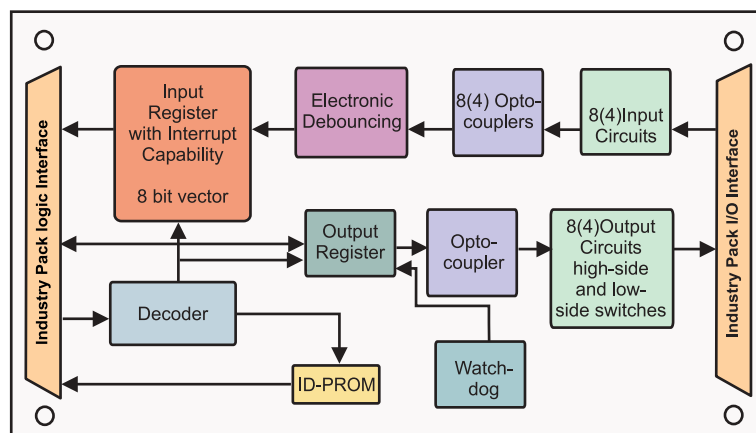 Industry Pack logic Interface
Input
Register
with Interrupt
Capability
8 bit vector
Electronic
Debouncing
8(4) Opto-
couplers
8(4)Input
Circuits
Industry Pack I/O Interface
Output
Register
Opto-
coupler
8(4)Output
Circuits
high-side
and low-
side switches
Decoder
ID-PROM
Watch-
dog